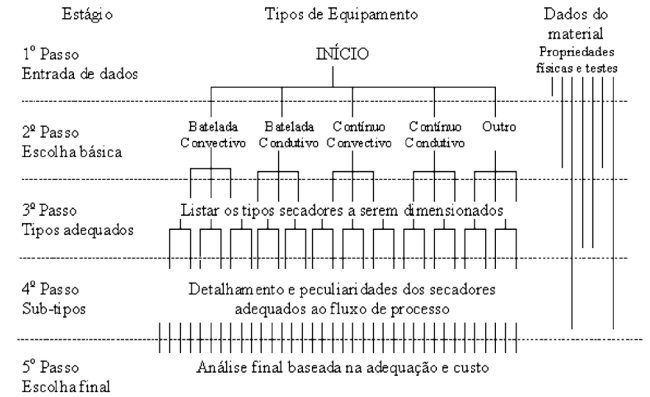 Estágio
Tipos de Equipamento
Dados do
material
Propriedades
físicas e testes
1º Passo
Entrada de dados
INÍCIO
2º Passo
Escolha básica
Batelada
Convectivo
Batelada
Condutivo
Contínuo
Convectivo
Contínuo
Condutivo
Outro
3º Passo
Tipos adequados
Listar os tipos secadores a serem dimensionados
4º Passo
Sub-tipos
Detalhamento e peculiaridades dos secadores
adequados ao fluxo de processo
5º Passo
Escolha final
Análise final baseada na adequação e custo